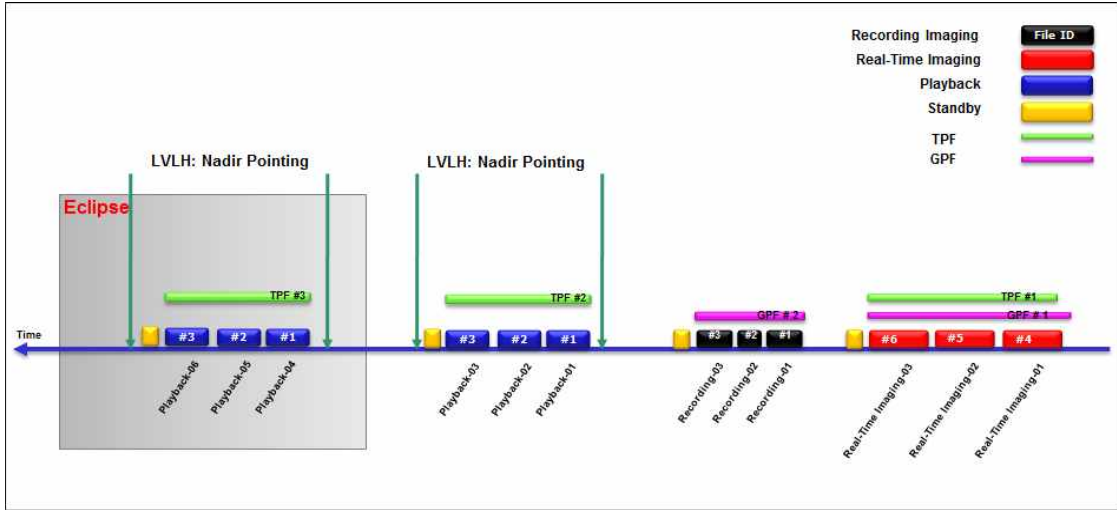 Recording Imaging
File ID
Real-Time Imaging
Playback
Standby
TPF
GPF
LVLH: Nadir Pointing
LVLH: Nadir Pointing
Eclipse
TPF #3
TPF #2
TPF #1
GPF # 2
GPF # 1
Time
#3
#2
#1
#3
#2
#1
#3
#2
#1
#6
#5
#4
Playback-06
Playback-05
Playback-04
Playback-03
Playback-02
Playback-01
Recording-03
Recording-02
Recording-01
Real-Time Imaging-03
Real-Time Imaging-02
Real-Time Imaging-01